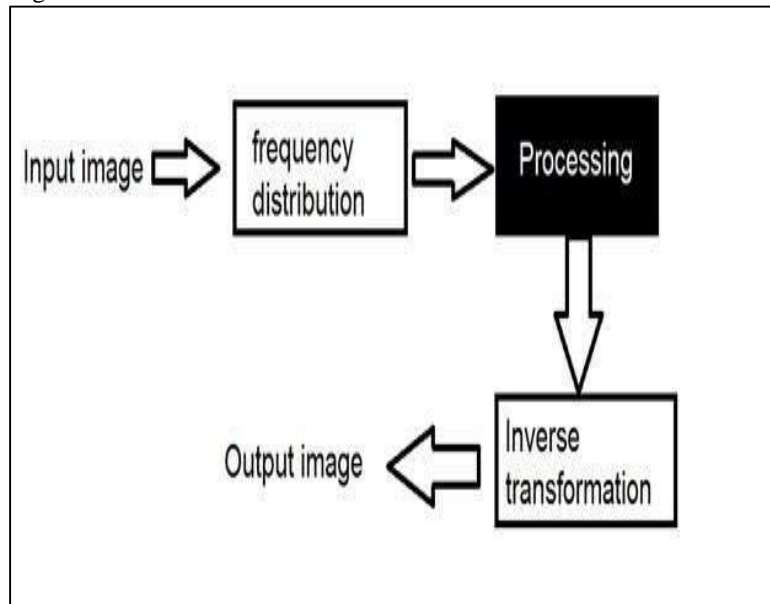 Input image
frequency
distribution
Processing
Inverse
transformation
Output image